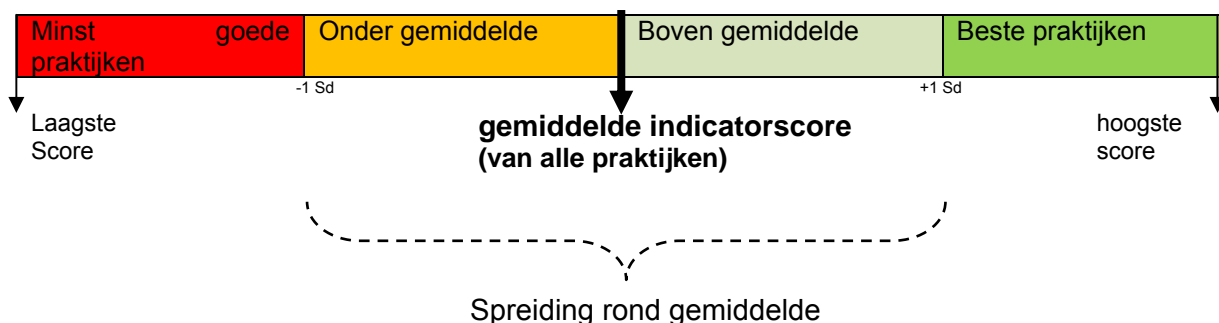 Minst goede
praktijken
Onder gemiddelde
Boven gemiddelde
Beste praktijken
-1 Sd
+1 Sd
Laagste
Score
gemiddelde indicatorscore
(van alle praktijken)
hoogste
score
Spreiding rond gemiddelde